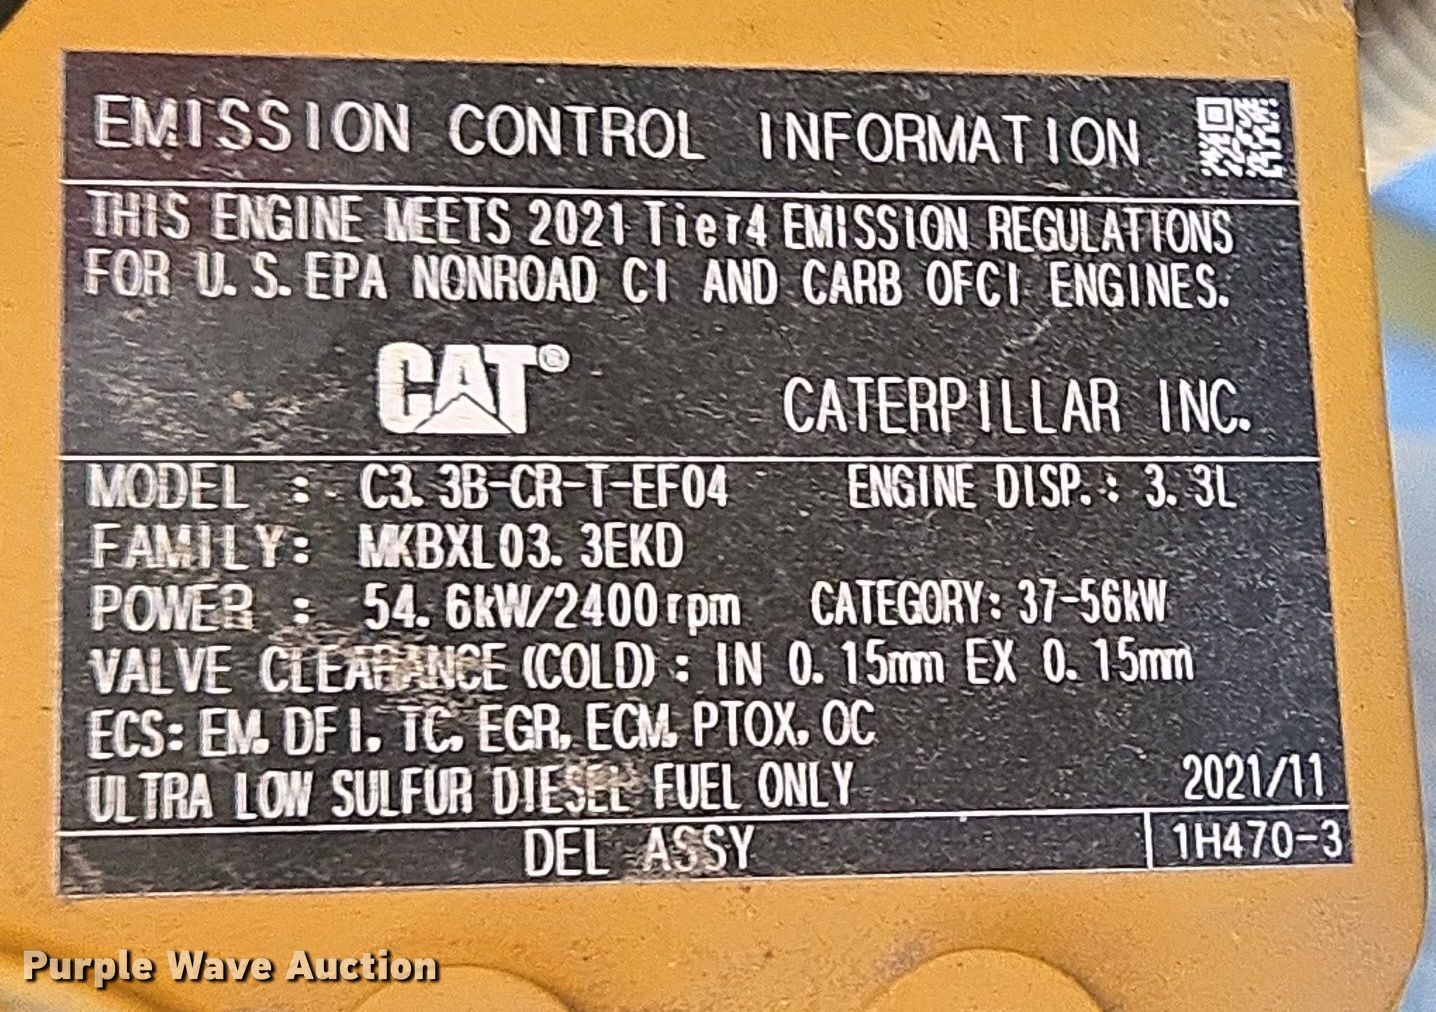 EMISSION CONTROL INFORMATION
THIS ENGINE MEETS 2021 Tier4 EMISSION REGULATIONS
FOR U.S. EPA NONROAD CI AND CARB OFCI ENGINES.
CAT® CATERPILLAR INC.
MODEL : C3.3B-CR-T-EF04 ENGINE DISP.: 3.3L
FAMILY: MKBXL03.3EKD
POWER : 54.6kW/2400rpm CATEGORY: 37-56kW
VALVE CLEARANCE (COLD) : IN 0.15mm EX 0.15mm
ECS: EM, DFI, TC, EGR, ECM, PTOX, OC
ULTRA LOW SULFUR DIESEL FUEL ONLY 2021/11
DEL ASSY 1H470-3
Purple Wave Auction